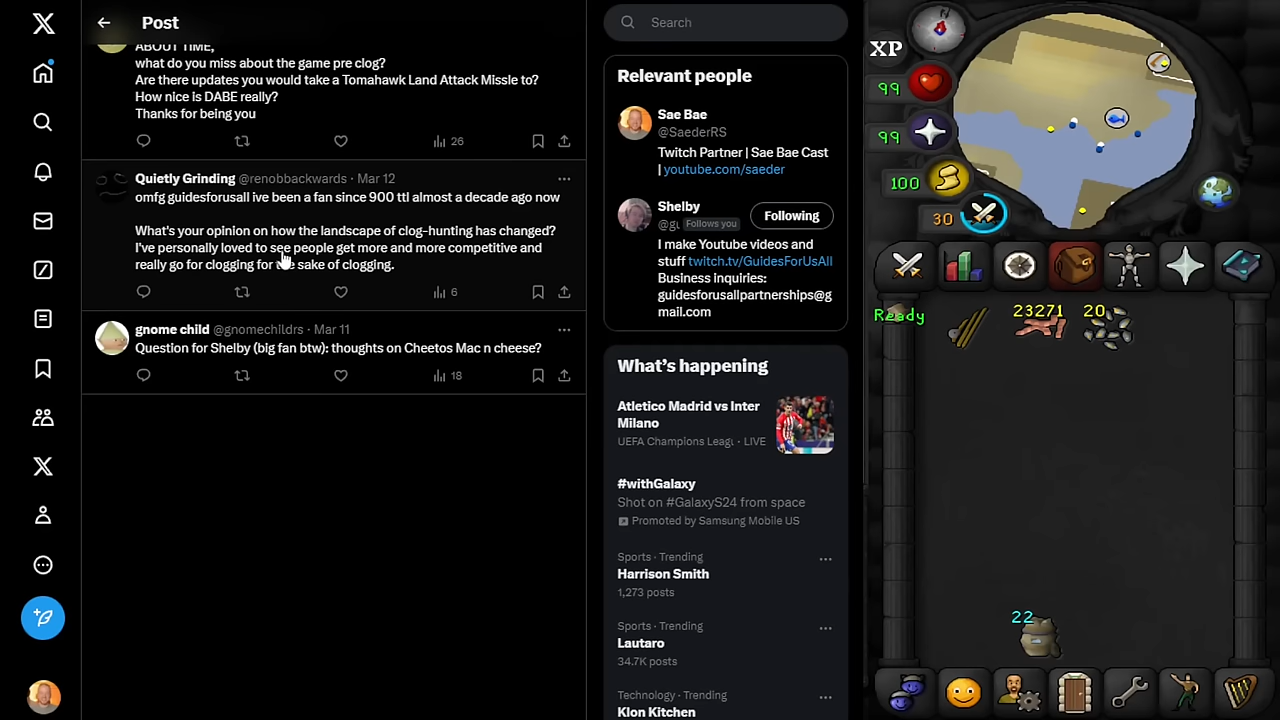 Post
ABOUT TIME,
what do you miss about the game pre clog?
Are there updates you would take a Tomahawk Land Attack Missle to?
How nice is DABE really?
Thanks for being you
26
Quietly Grinding @renobbackwards · Mar 12
omfg guidesforusall ive been a fan since 900 ttl almost a decade ago now
What's your opinion on how the landscape of clog-hunting has changed?
I've personally loved to see people get more and more competitive and
really go for clogging for the sake of clogging.
6
gnome child @gnomechildrs · Mar 11
Question for Shelby (big fan btw): thoughts on Cheetos Mac n cheese?
18
Search
Relevant people
Sae Bae
@SaederRS
Twitch Partner | Sae Bae Cast
| youtube.com/saeder
Shelby
@gu Follows you
Following
I make Youtube videos and
stuff twitch.tv/GuidesForUsAll
Business inquiries:
guidesforusallpartnerships@g
mail.com
What's happening
Atletico Madrid vs Inter
Milano
UEFA Champions Leagu · LIVE
#withGalaxy
Shot on #GalaxyS24 from space
Promoted by Samsung Mobile US
Sports · Trending
Harrison Smith
1,273 posts
Sports · Trending
Lautaro
34.7K posts
Technology · Trending
Klon Kitchen
XP
N
99
99
100
30
Ready
23271
20
22